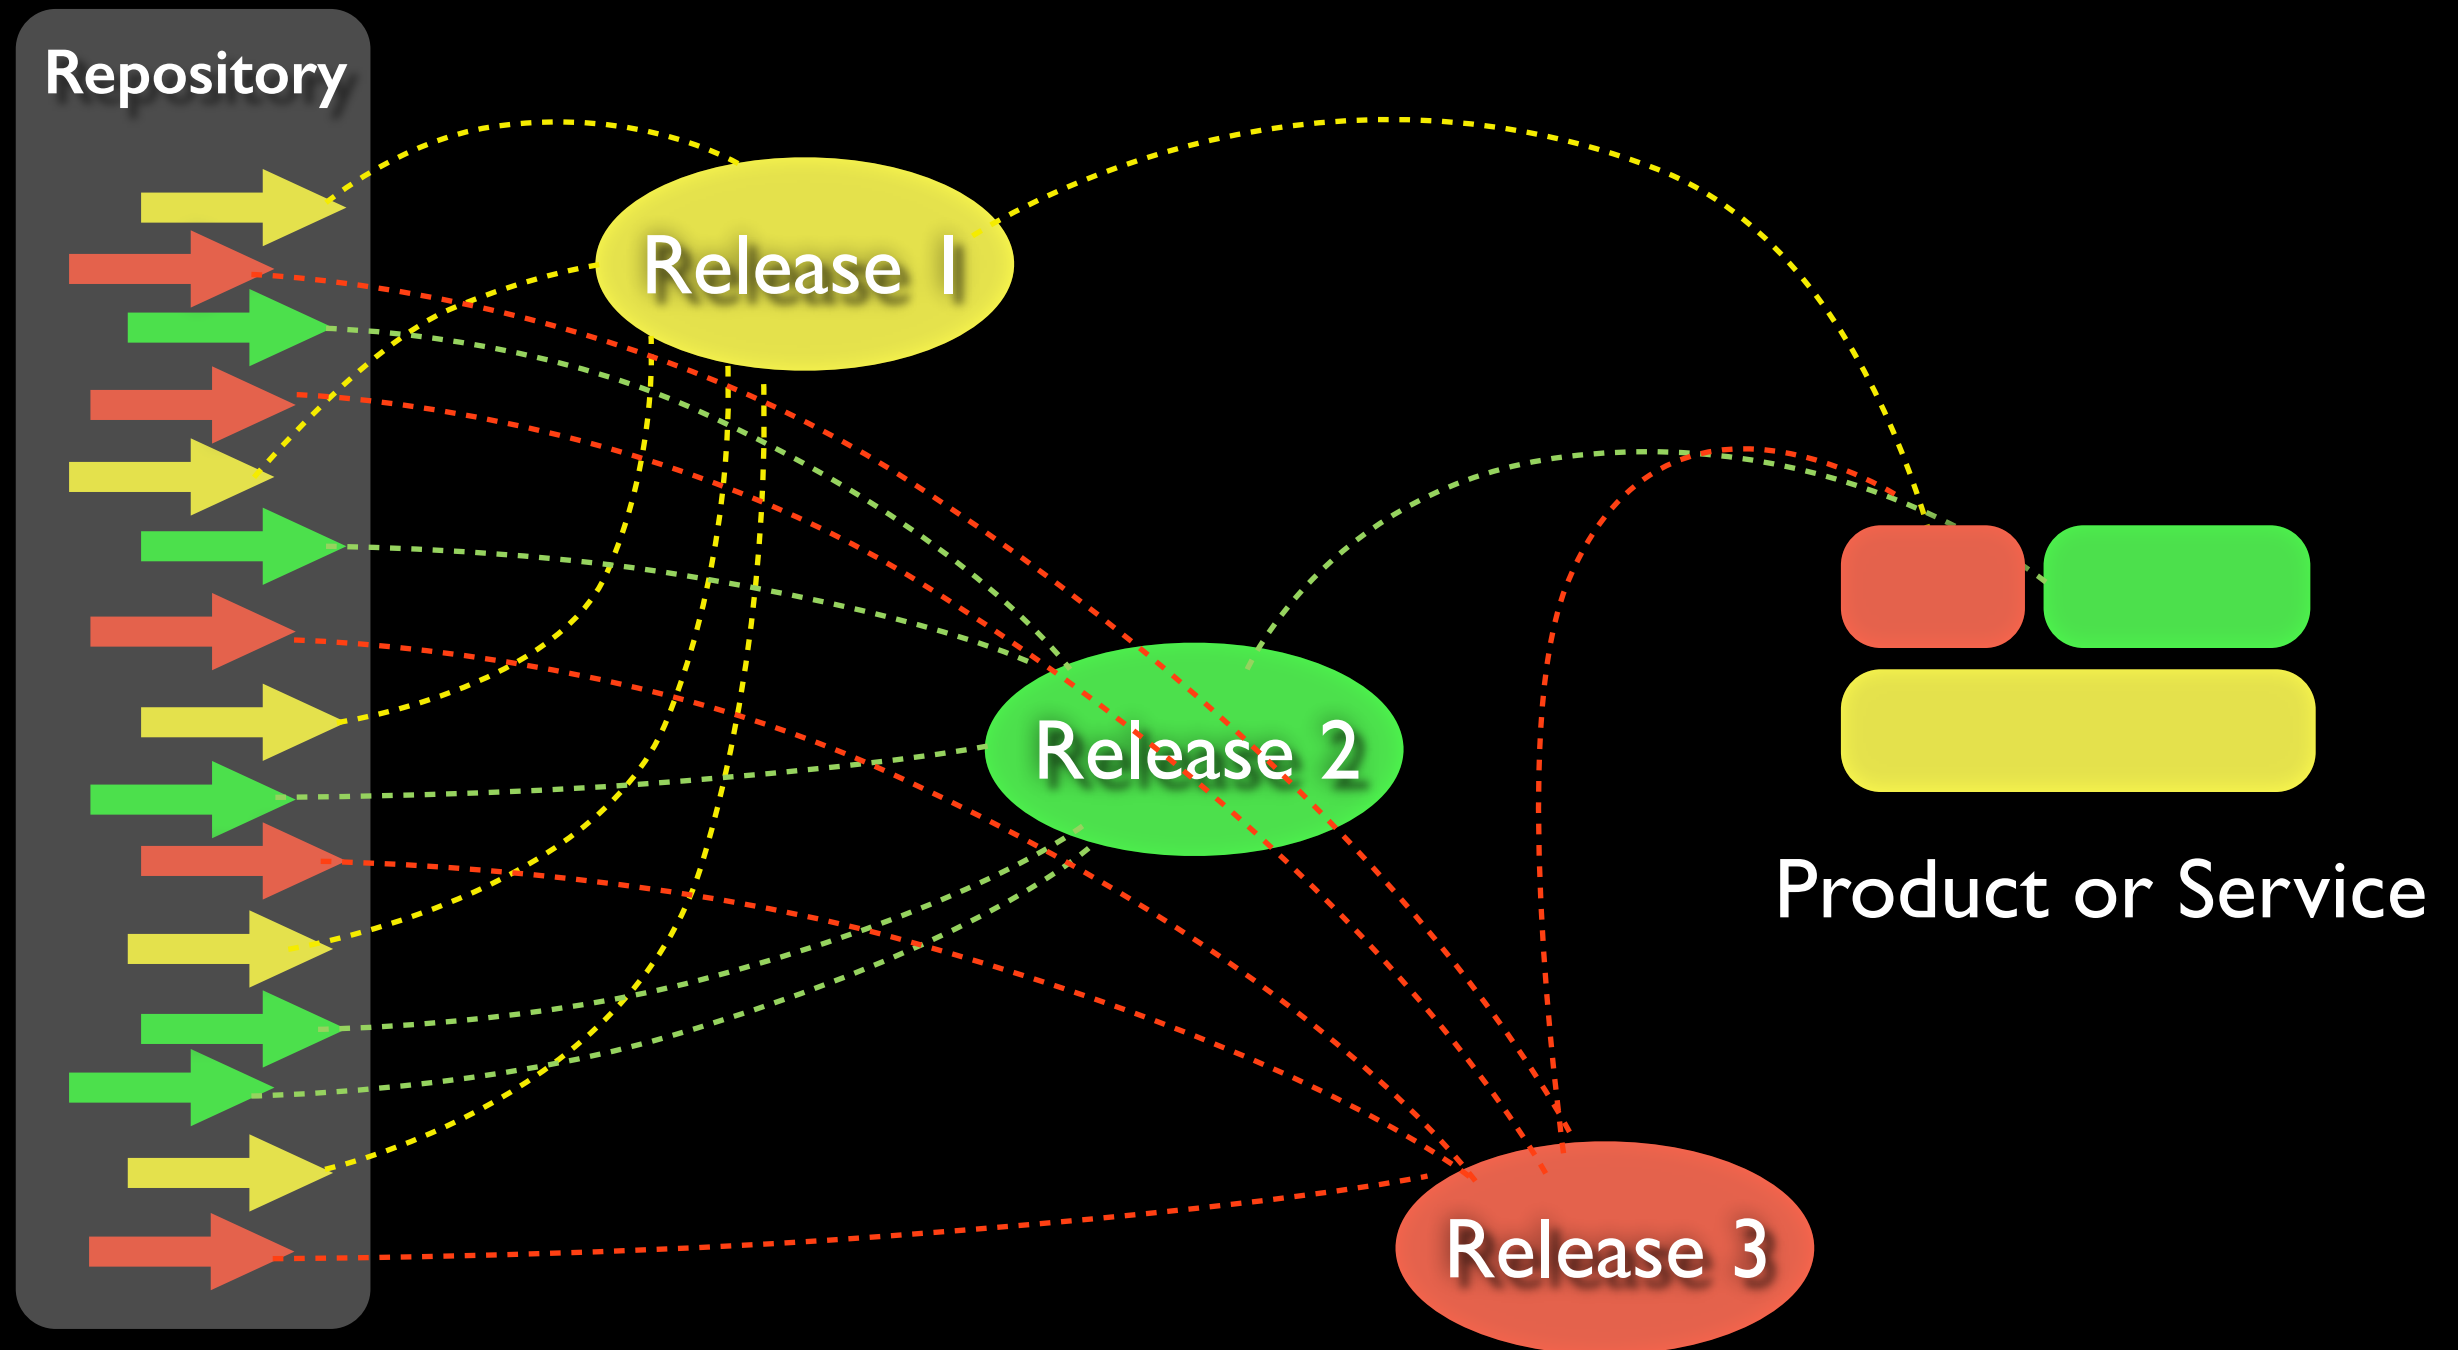 Repository
Release 1
Release 2
Product or Service
Release 3